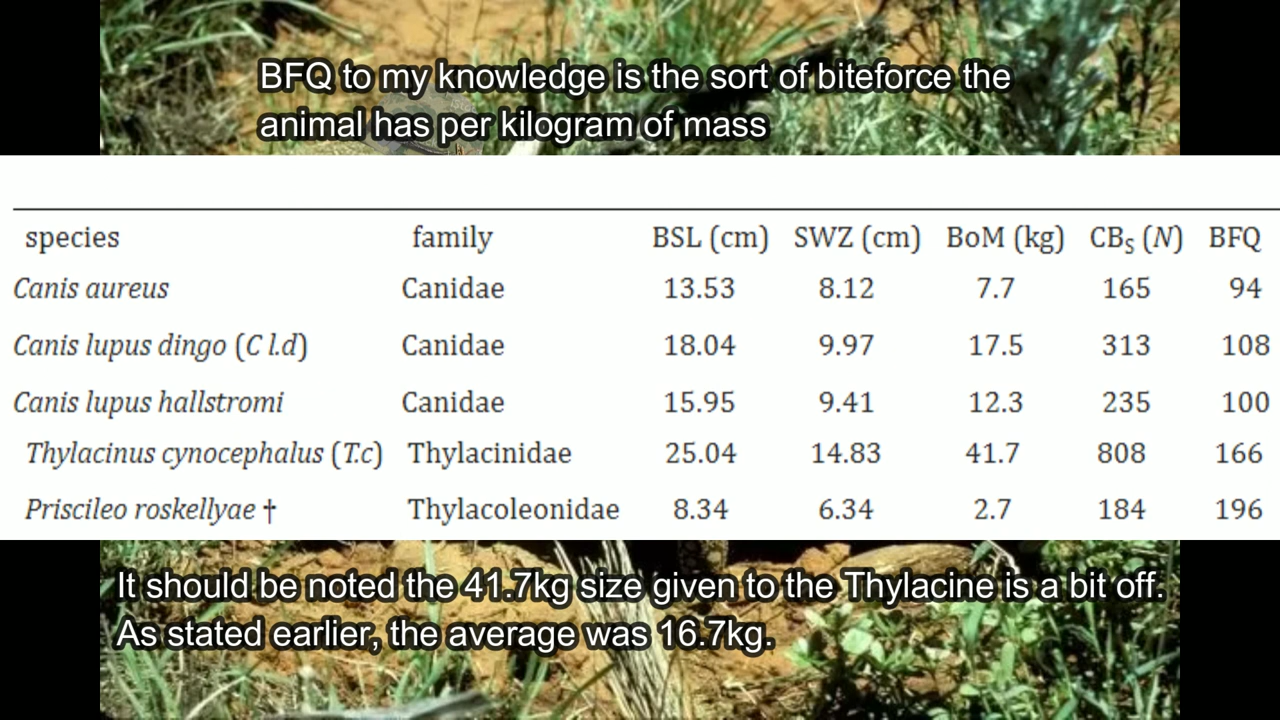 BFQ to my knowledge is the sort of biteforce the
animal has per kilogram of mass
species family BSL (cm) SWZ (cm) BoM (kg) CBS (N) BFQ
Canis aureus Canidae 13.53 8.12 7.7 165 94
Canis lupus dingo (C l.d) Canidae 18.04 9.97 17.5 313 108
Canis lupus hallstromi Canidae 15.95 9.41 12.3 235 100
Thylacinus cynocephalus (T.c) Thylacinidae 25.04 14.83 41.7 808 166
Priscileo roskellyae † Thylacoleonidae 8.34 6.34 2.7 184 196
It should be noted the 41.7kg size given to the Thylacine is a bit off.
As stated earlier, the average was 16.7kg.